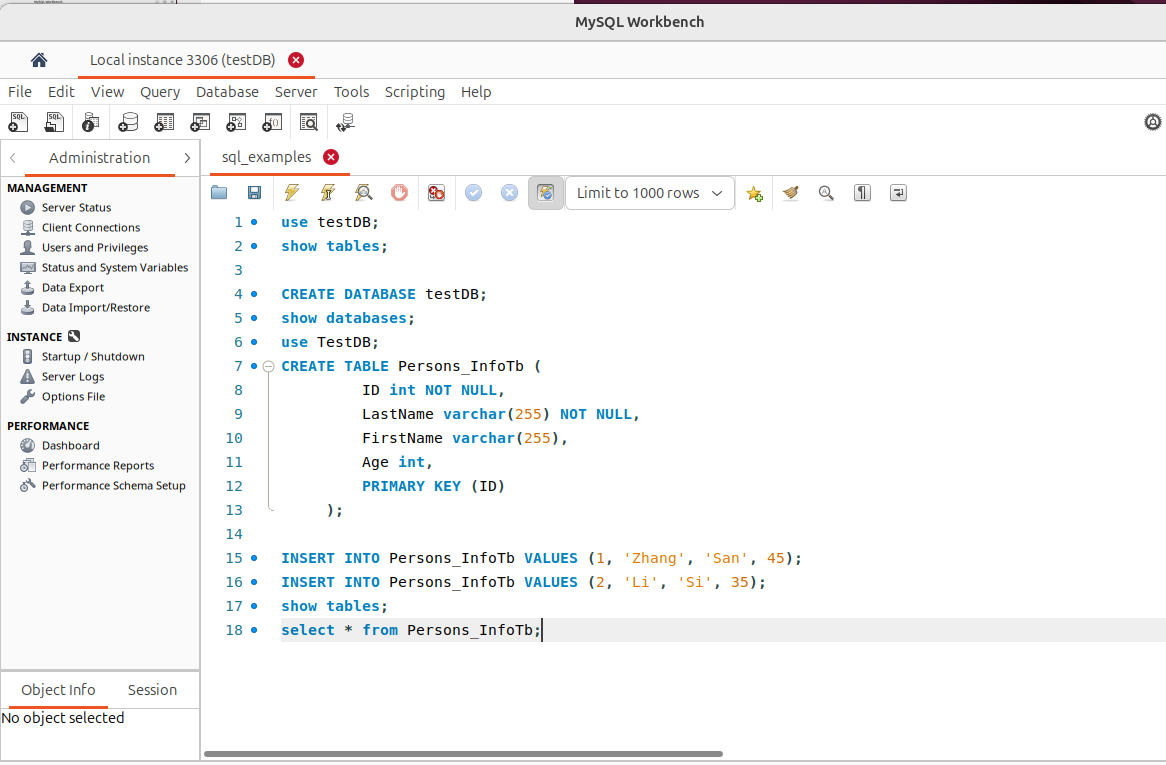 MySQL Workbench
Local instance 3306 (testDB)
File Edit View Query Database Server Tools Scripting Help
Administration
sql_examples
MANAGEMENT
Server Status
Client Connections
Users and Privileges
Status and System Variables
Data Export
Data Import/Restore
INSTANCE
Startup / Shutdown
Server Logs
Options File
PERFORMANCE
Dashboard
Performance Reports
Performance Schema Setup
Object Info Session
No object selected
Limit to 1000 rows
1 use testDB;
2 show tables;
3
4 CREATE DATABASE testDB;
5 show databases;
6 use TestDB;
7 CREATE TABLE Persons_InfoTb (
8 ID int NOT NULL,
9 LastName varchar(255) NOT NULL,
10 FirstName varchar(255),
11 Age int,
12 PRIMARY KEY (ID)
13 );
14
15 INSERT INTO Persons_InfoTb VALUES (1, 'Zhang', 'San', 45);
16 INSERT INTO Persons_InfoTb VALUES (2, 'Li', 'Si', 35);
17 show tables;
18 select * from Persons_InfoTb;